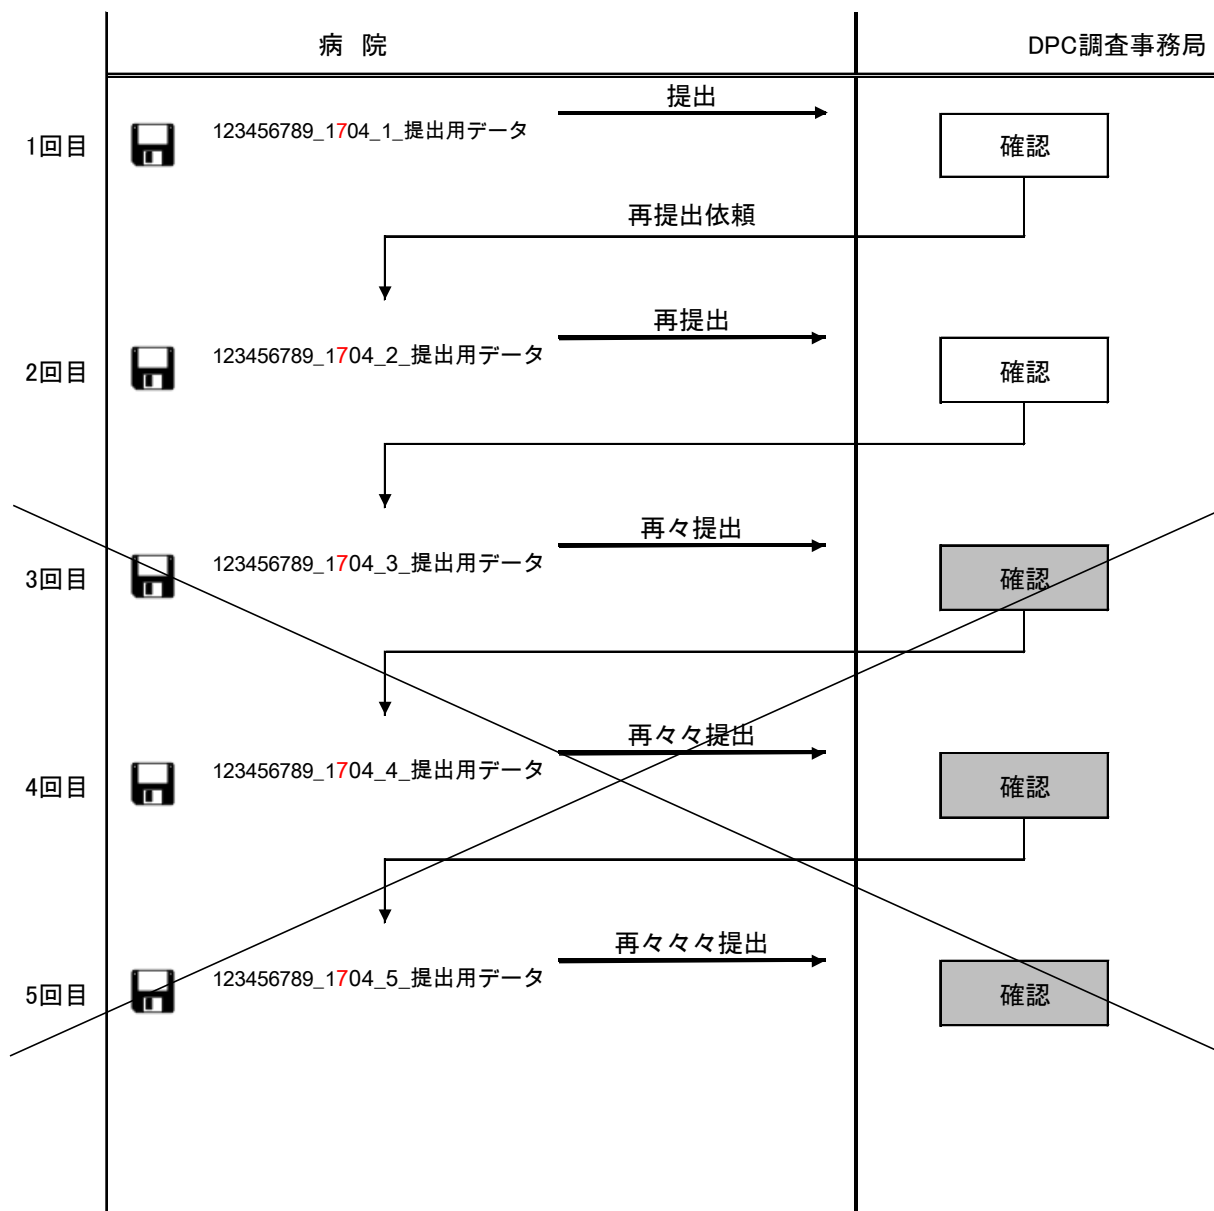 病 院
DPC調査事務局
提出
1回目
123456789_1704_1_提出用データ
確認
再提出依頼
再提出
2回目
123456789_1704_2_提出用データ
確認
再々提出
3回目
123456789_1704_3_提出用データ
確認
再々々提出
4回目
123456789_1704_4_提出用データ
確認
再々々々提出
5回目
123456789_1704_5_提出用データ
確認